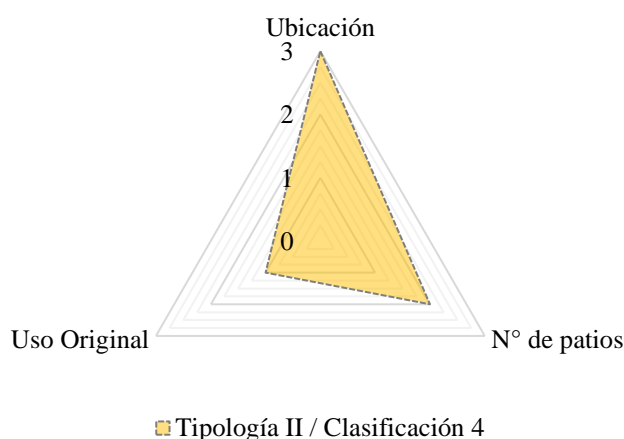 Ubicación
3
2
1
0
Uso Original
N° de patios
Tipología II / Clasificación 4